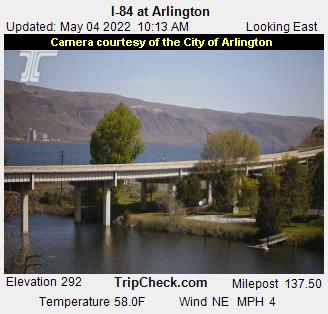 I-84 at Arlington
Updated: May 04 2022 10:13 AM Looking East
Camera courtesy of the City of Arlington
Elevation 292 TripCheck.com Milepost 137.50
Temperature 58.0F Wind NE MPH 4